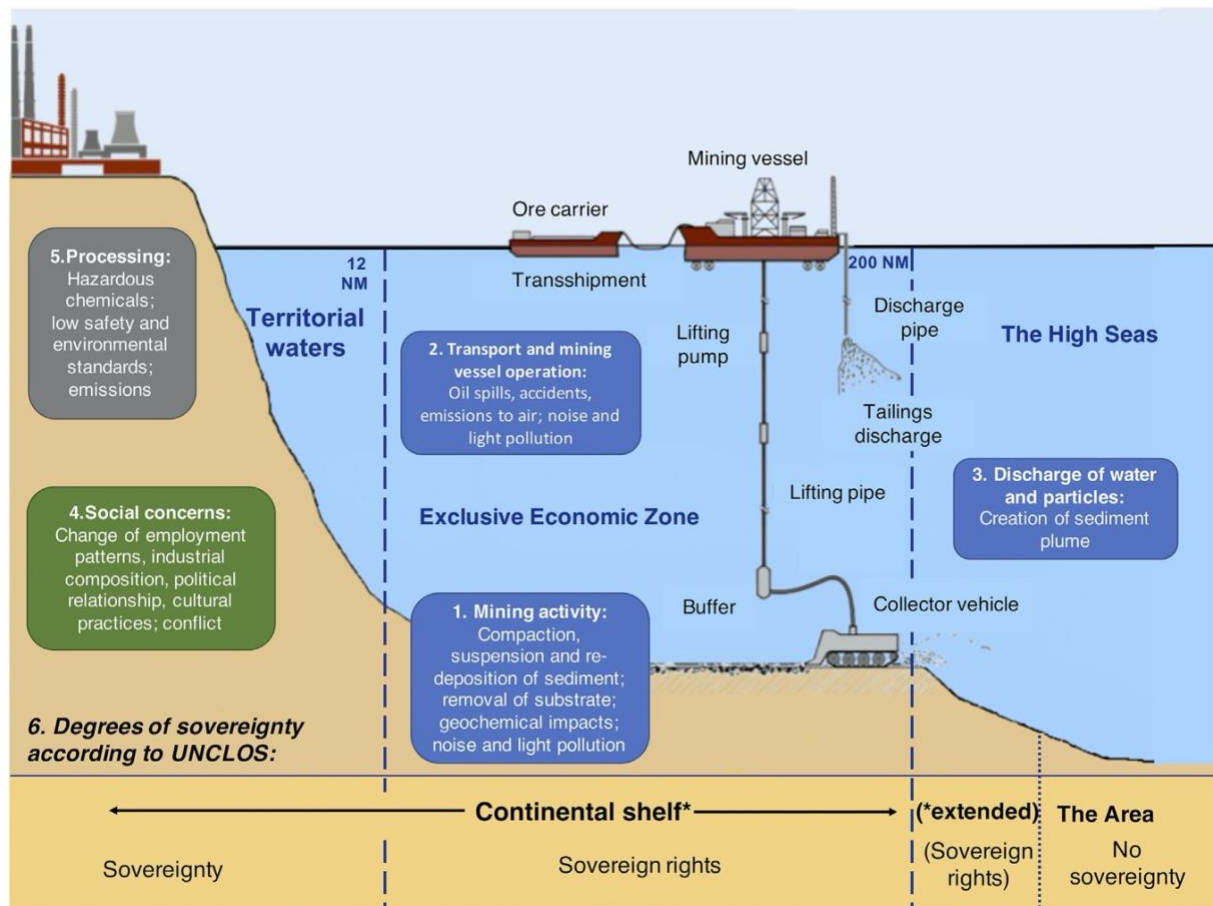 Mining vessel
Ore carrier
Transshipment
5.Processing:
Hazardous
chemicals;
low safety and
environmental
standards;
emissions
12
NM
200 NM
Territorial
waters
2. Transport and mining
vessel operation:
Oil spills, accidents,
emissions to air; noise and
light pollution
Lifting
pump
Discharge
pipe
The High Seas
Tailings
discharge
4.Social concerns:
Change of employment
patterns, industrial
composition, political
relationship, cultural
practices; conflict
Exclusive Economic Zone
Lifting pipe
3. Discharge of water
and particles:
Creation of sediment
plume
1. Mining activity:
Compaction,
suspension and re-
deposition of sediment;
removal of substrate;
geochemical impacts;
noise and light pollution
Buffer
Collector vehicle
6. Degrees of sovereignty
according to UNCLOS:
Continental shelf*
(*extended)
The Area
Sovereignty
Sovereign rights
(Sovereign
rights)
No
sovereignty